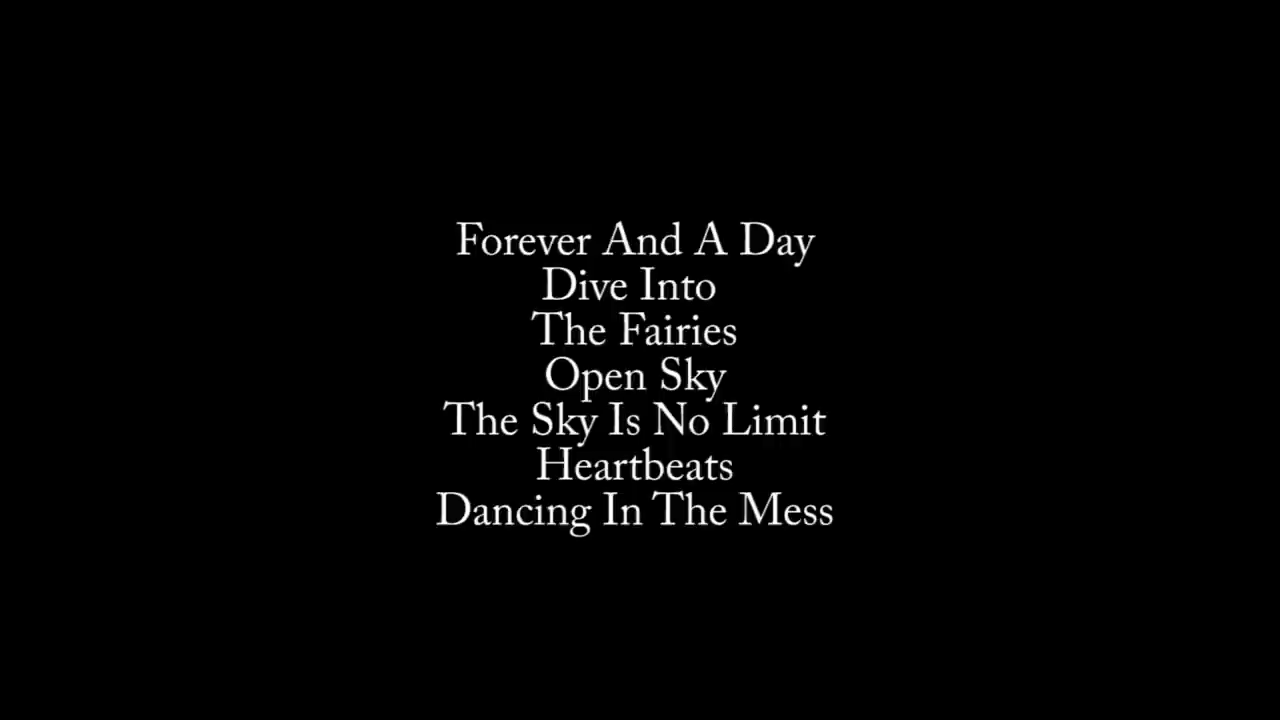 Forever And A Day
Dive Into
The Fairies
Open Sky
The Sky Is No Limit
Heartbeats
Dancing In The Mess